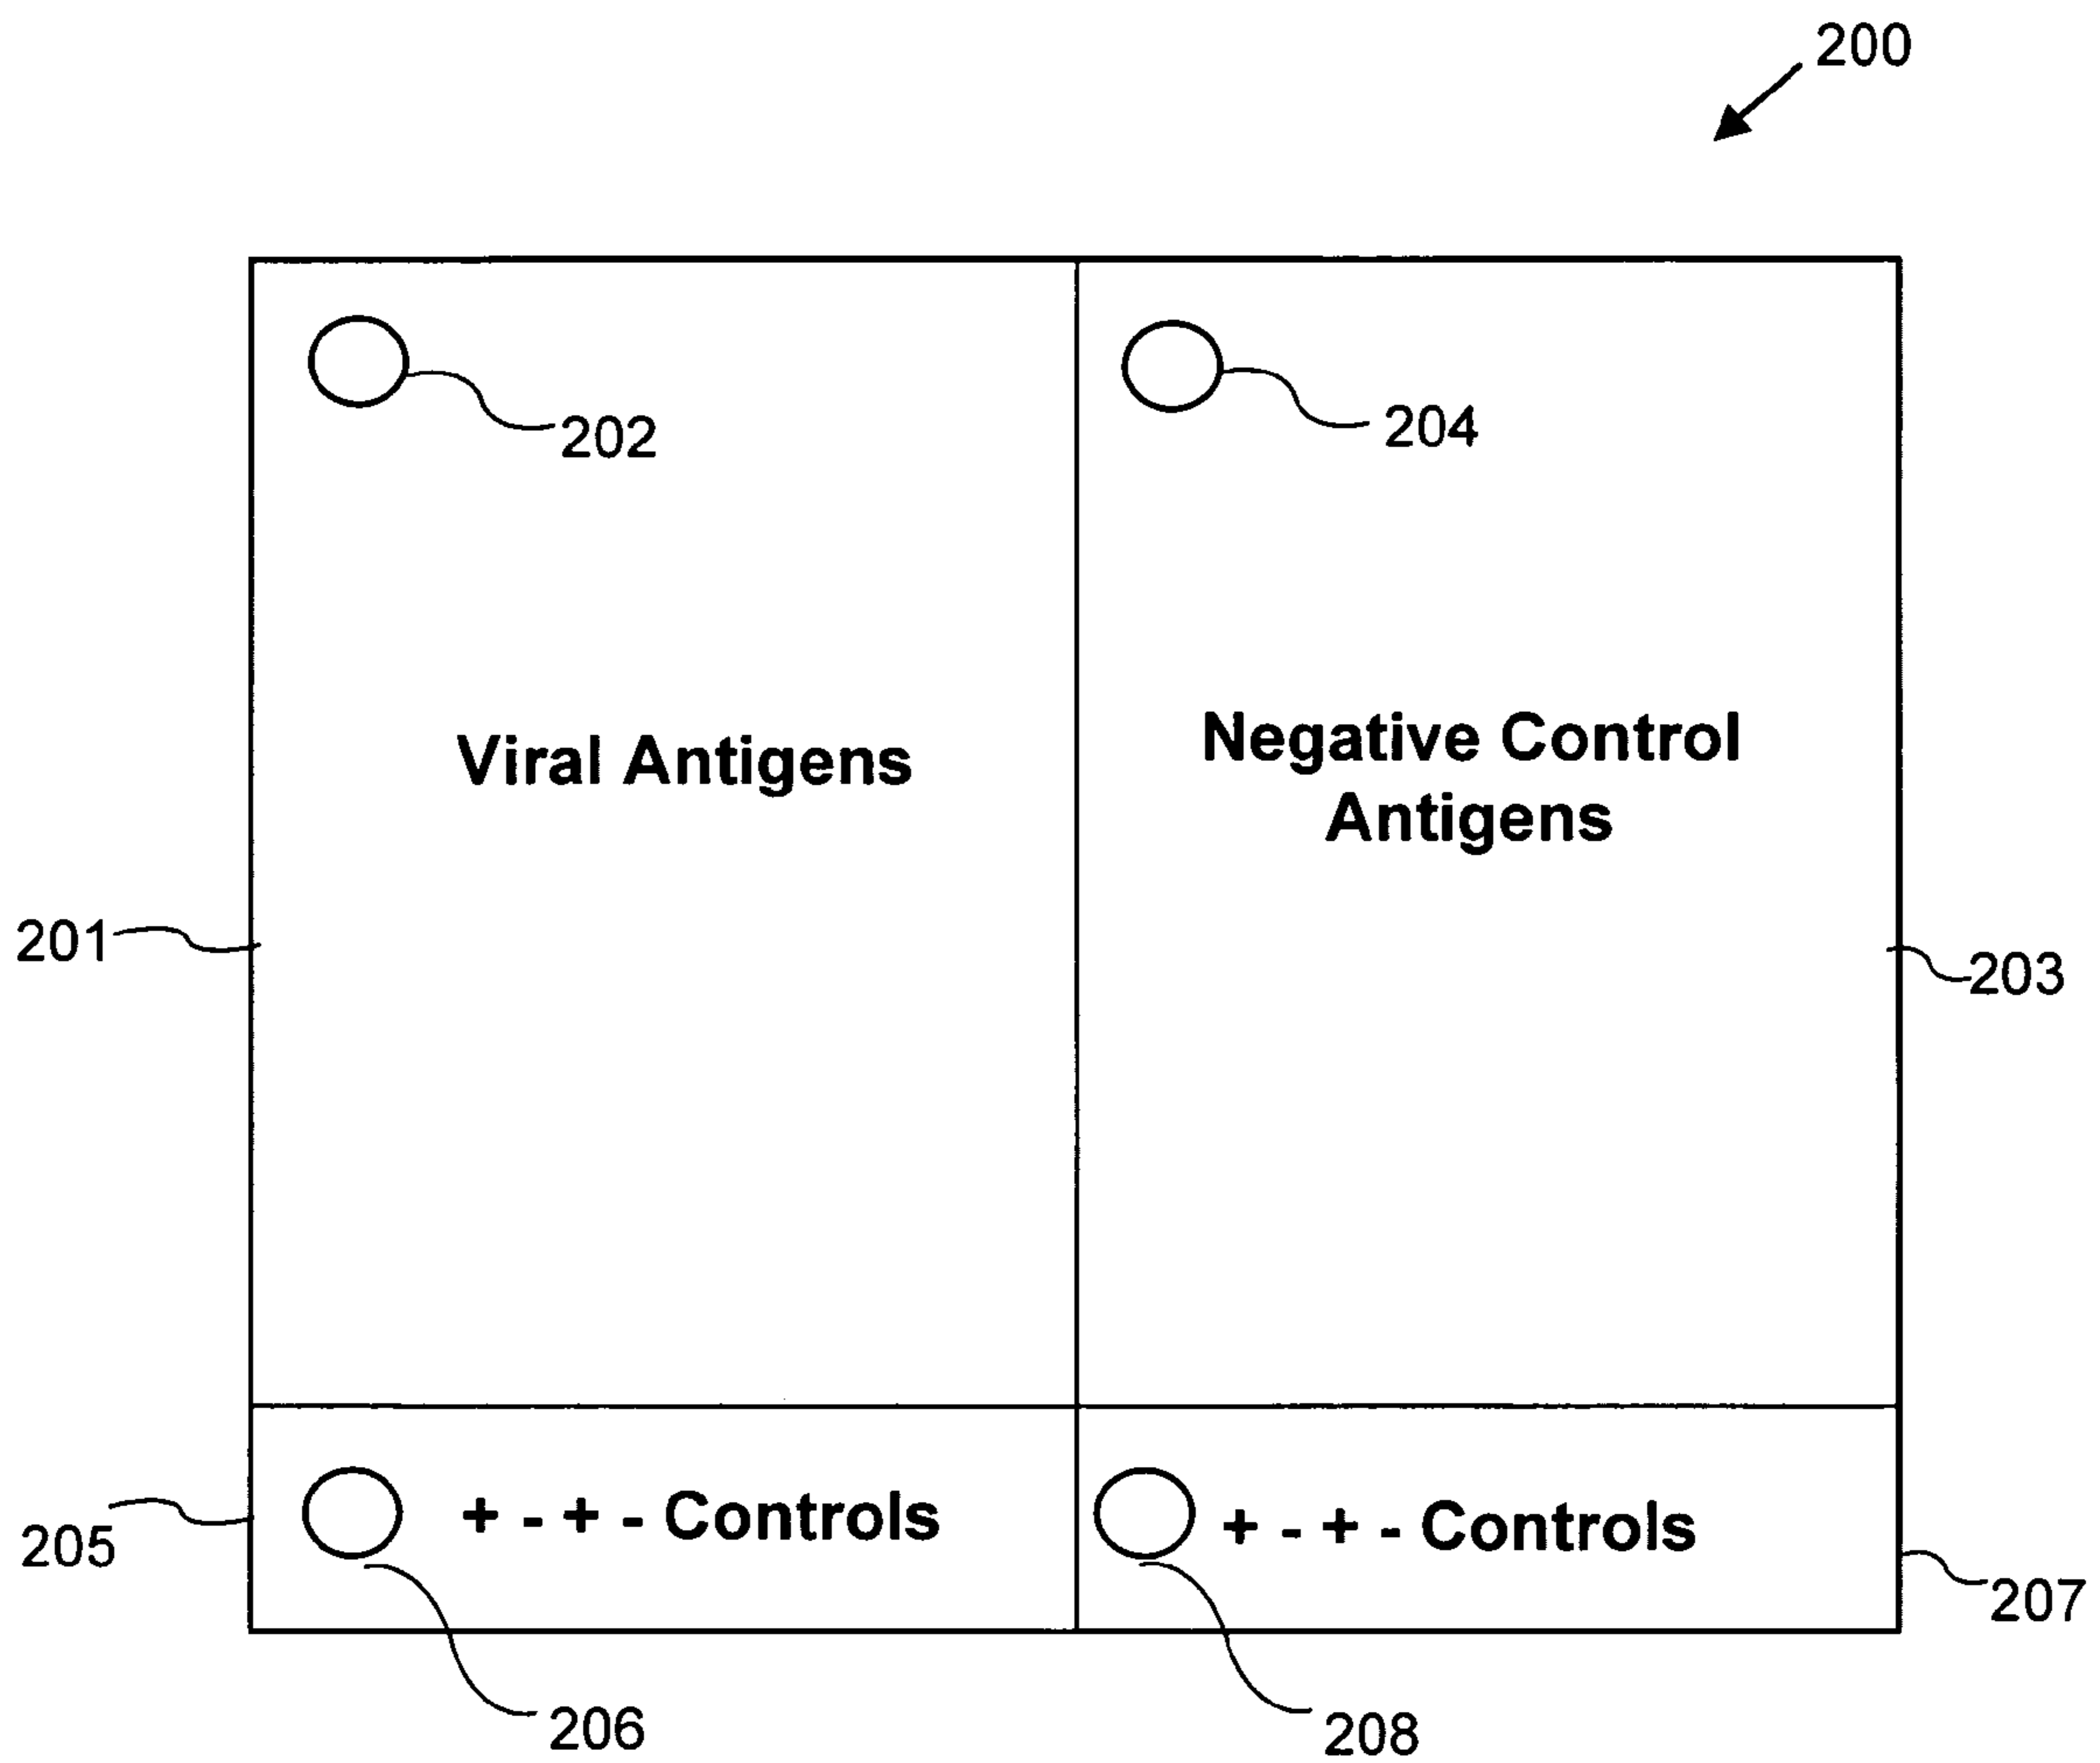 200
202
204
Viral Antigens
Negative Control
Antigens
201
203
+ - + - Controls
+ - + - Controls
205
207
206
208